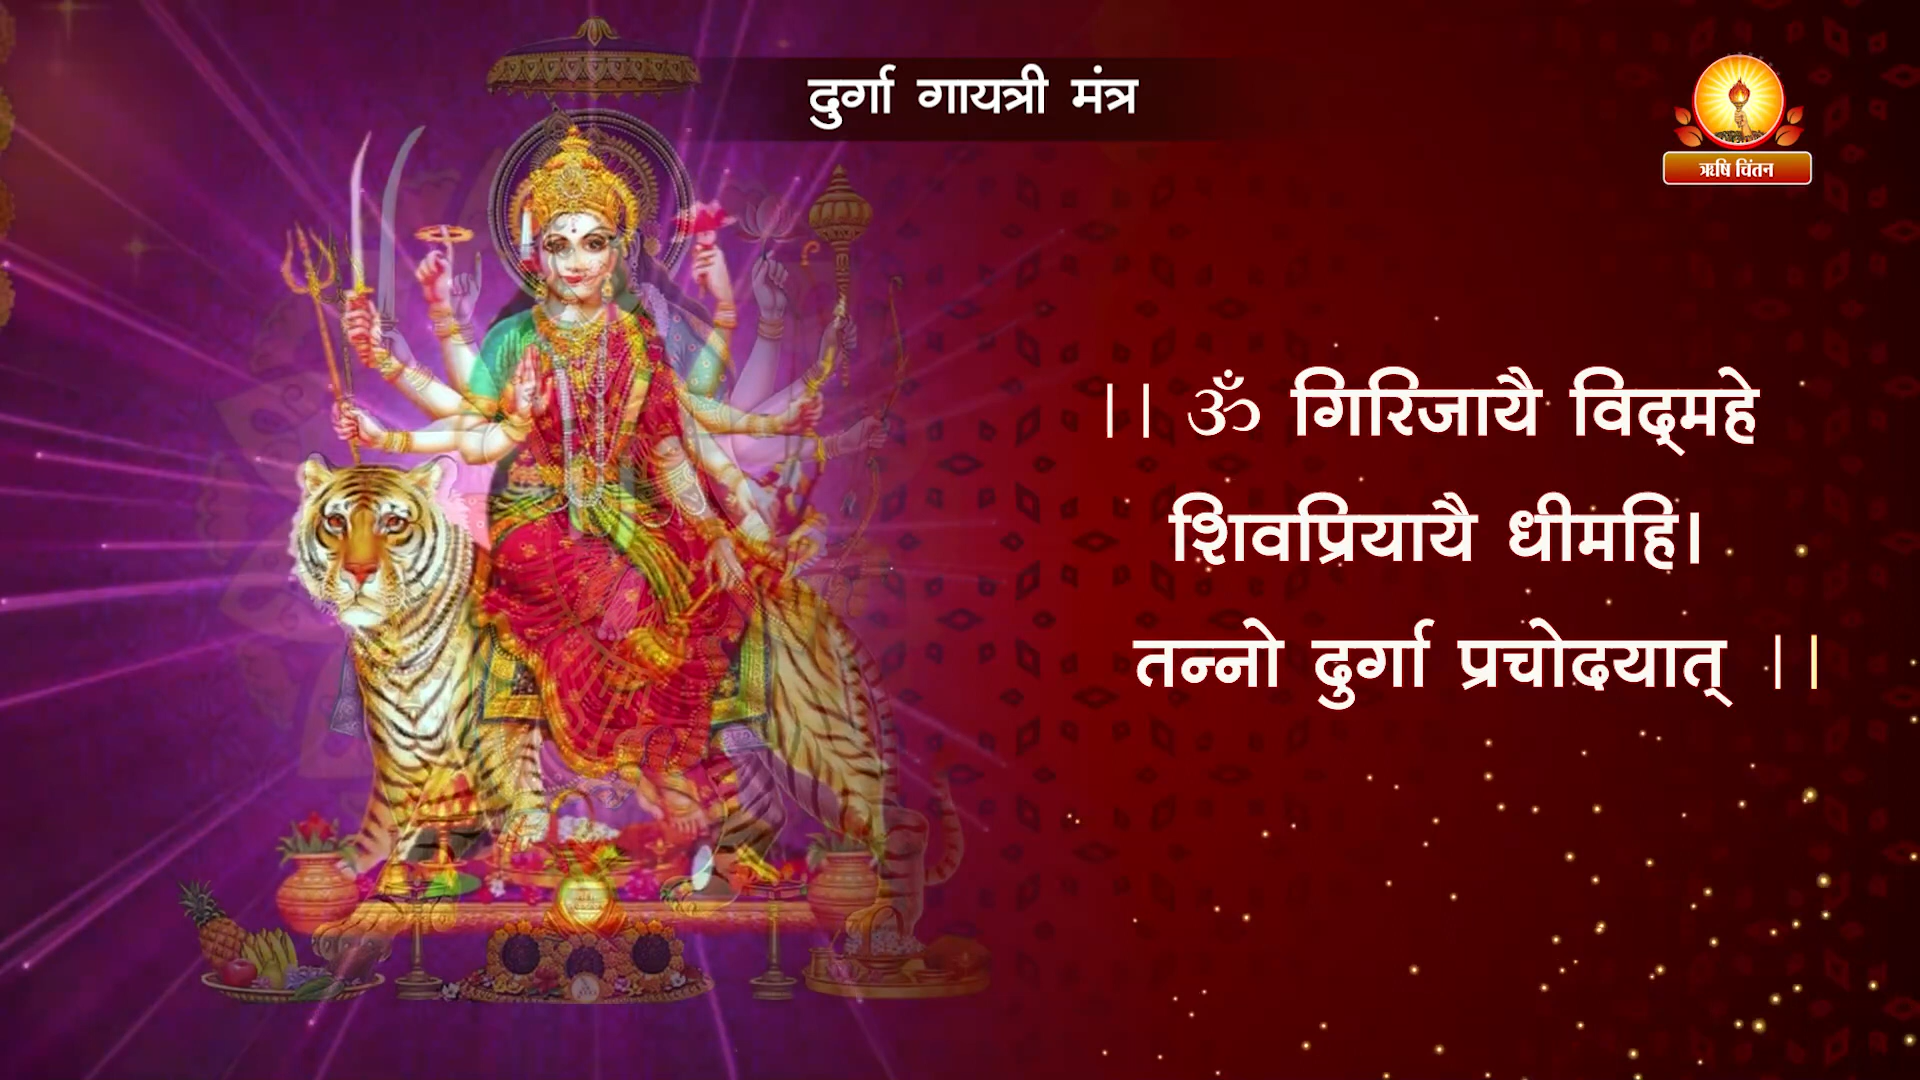 दुर्गा गायत्री मंत्र
ऋषि चिंतन
।। ॐ गिरिजायै विद्‌महे
शिवप्रियायै धीमहि।
तन्नो दुर्गा प्रचोदयात् ।।